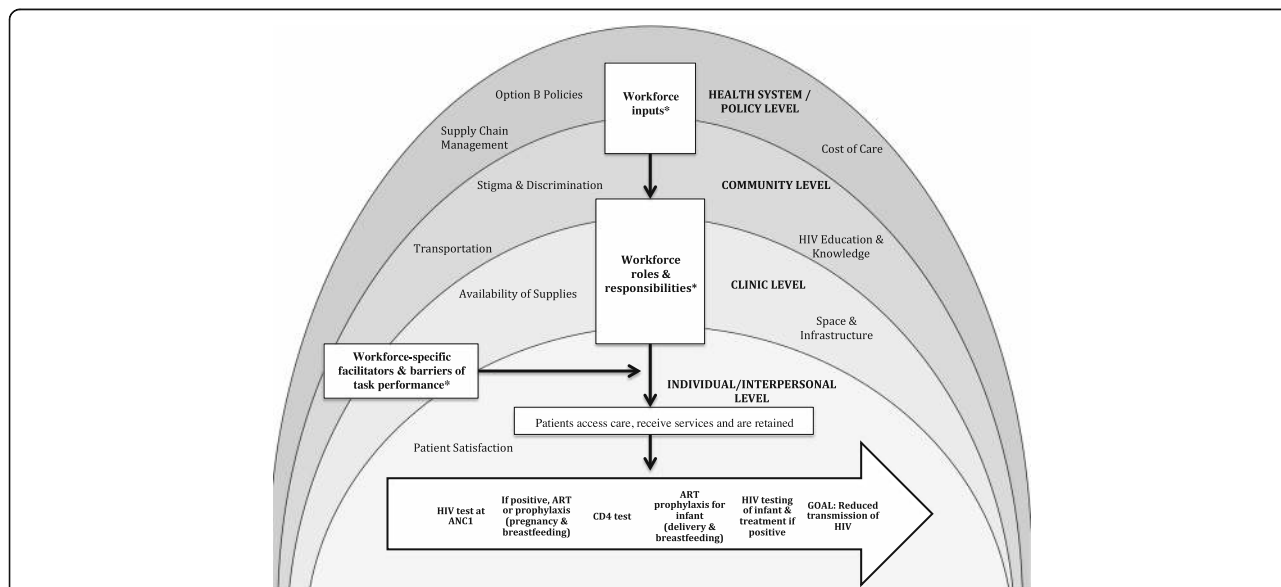 Option B Policies
Workforce
inputs*
HEALTH SYSTEM /
POLICY LEVEL
Supply Chain
Management
Cost of Care
Stigma & Discrimination
COMMUNITY LEVEL
Transportation
HIV Education &
Knowledge
Workforce
roles &
responsibilities*
Availability of Supplies
CLINIC LEVEL
Space &
Infrastructure
Workforce-specific
facilitators & barriers of
task performance*
INDIVIDUAL/INTERPERSONAL
LEVEL
Patients access care, receive services and are retained
Patient Satisfaction
HIV test at
ANC1
If positive, ART
or prophylaxis
(pregnancy &
breastfeeding)
CD4 test
ART
prophylaxis for
infant
(delivery &
breastfeeding)
HIV testing
of infant &
treatment if
positive
GOAL: Reduced
transmission of
HIV